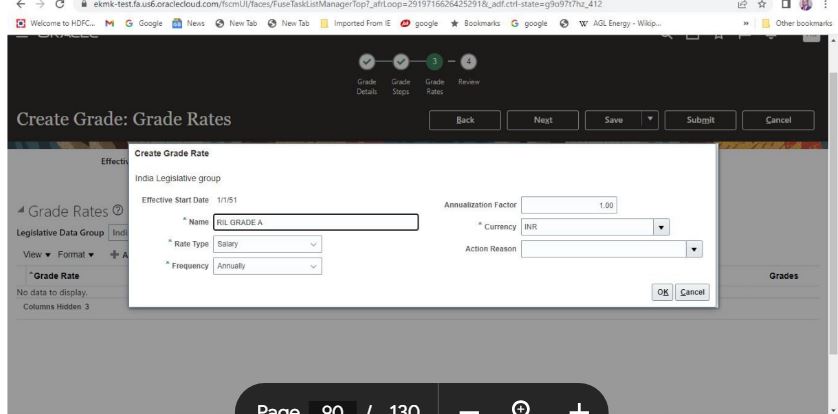 ekmk-test.fa.us6.oraclecloud.com/fscmUI/faces/FuseTaskListManagerTop?_afrLoop=2919716626425291&_adf.ctrl-state=g9o97t7hz_412
Welcome to HDFC... Google News New Tab New Tab Imported From IE google Bookmarks google W AGL Energy - Wikip... » Other bookmarks
3 4
Grade Details Grade Steps Grade Rates Review
Create Grade: Grade Rates Back Next Save Submit Cancel
Create Grade Rate
Effectiv
India Legislative group
Effective Start Date 1/1/51 Annualization Factor 1.00
* Name RIL GRADE A * Currency INR
* Rate Type Salary Action Reason
* Frequency Annually
OK Cancel
Grade Rates
Legislative Data Group Indi
View Format + A
*Grade Rate Grades
No data to display.
Columns Hidden 3
Page 90 / 130 — +